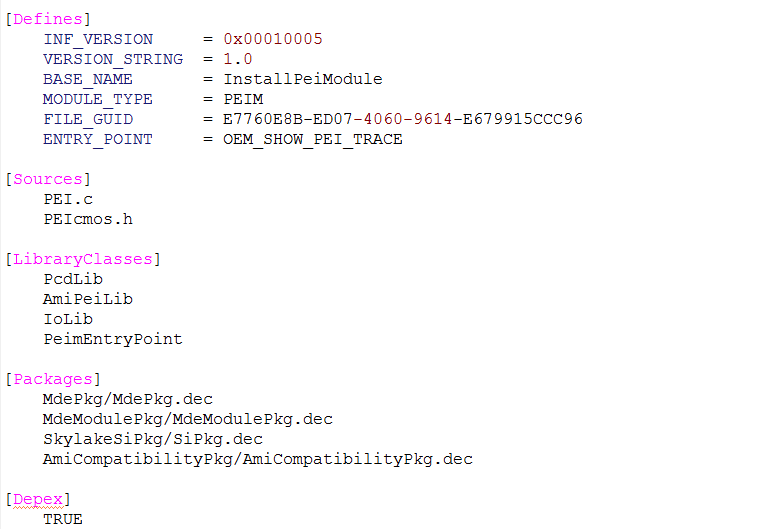 [Defines]
INF_VERSION = 0x00010005
VERSION_STRING = 1.0
BASE_NAME = InstallPeiModule
MODULE_TYPE = PEIM
FILE_GUID = E7760E8B-ED07-4060-9614-E679915CCC96
ENTRY_POINT = OEM_SHOW_PEI_TRACE
[Sources]
PEI.c
PEIcmos.h
[LibraryClasses]
PcdLib
AmiPeiLib
IoLib
PeimEntryPoint
[Packages]
MdePkg/MdePkg.dec
MdeModulePkg/MdeModulePkg.dec
SkylakeSiPkg/SiPkg.dec
AmiCompatibilityPkg/AmiCompatibilityPkg.dec
[Depex]
TRUE